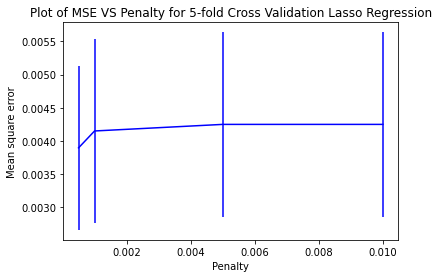 Plot of MSE VS Penalty for 5-fold Cross Validation Lasso Regression
0.0055
0.0050
0.0045
0.0040
0.0035
0.0030
Mean square error
0.002 0.004 0.006 0.008 0.010
Penalty